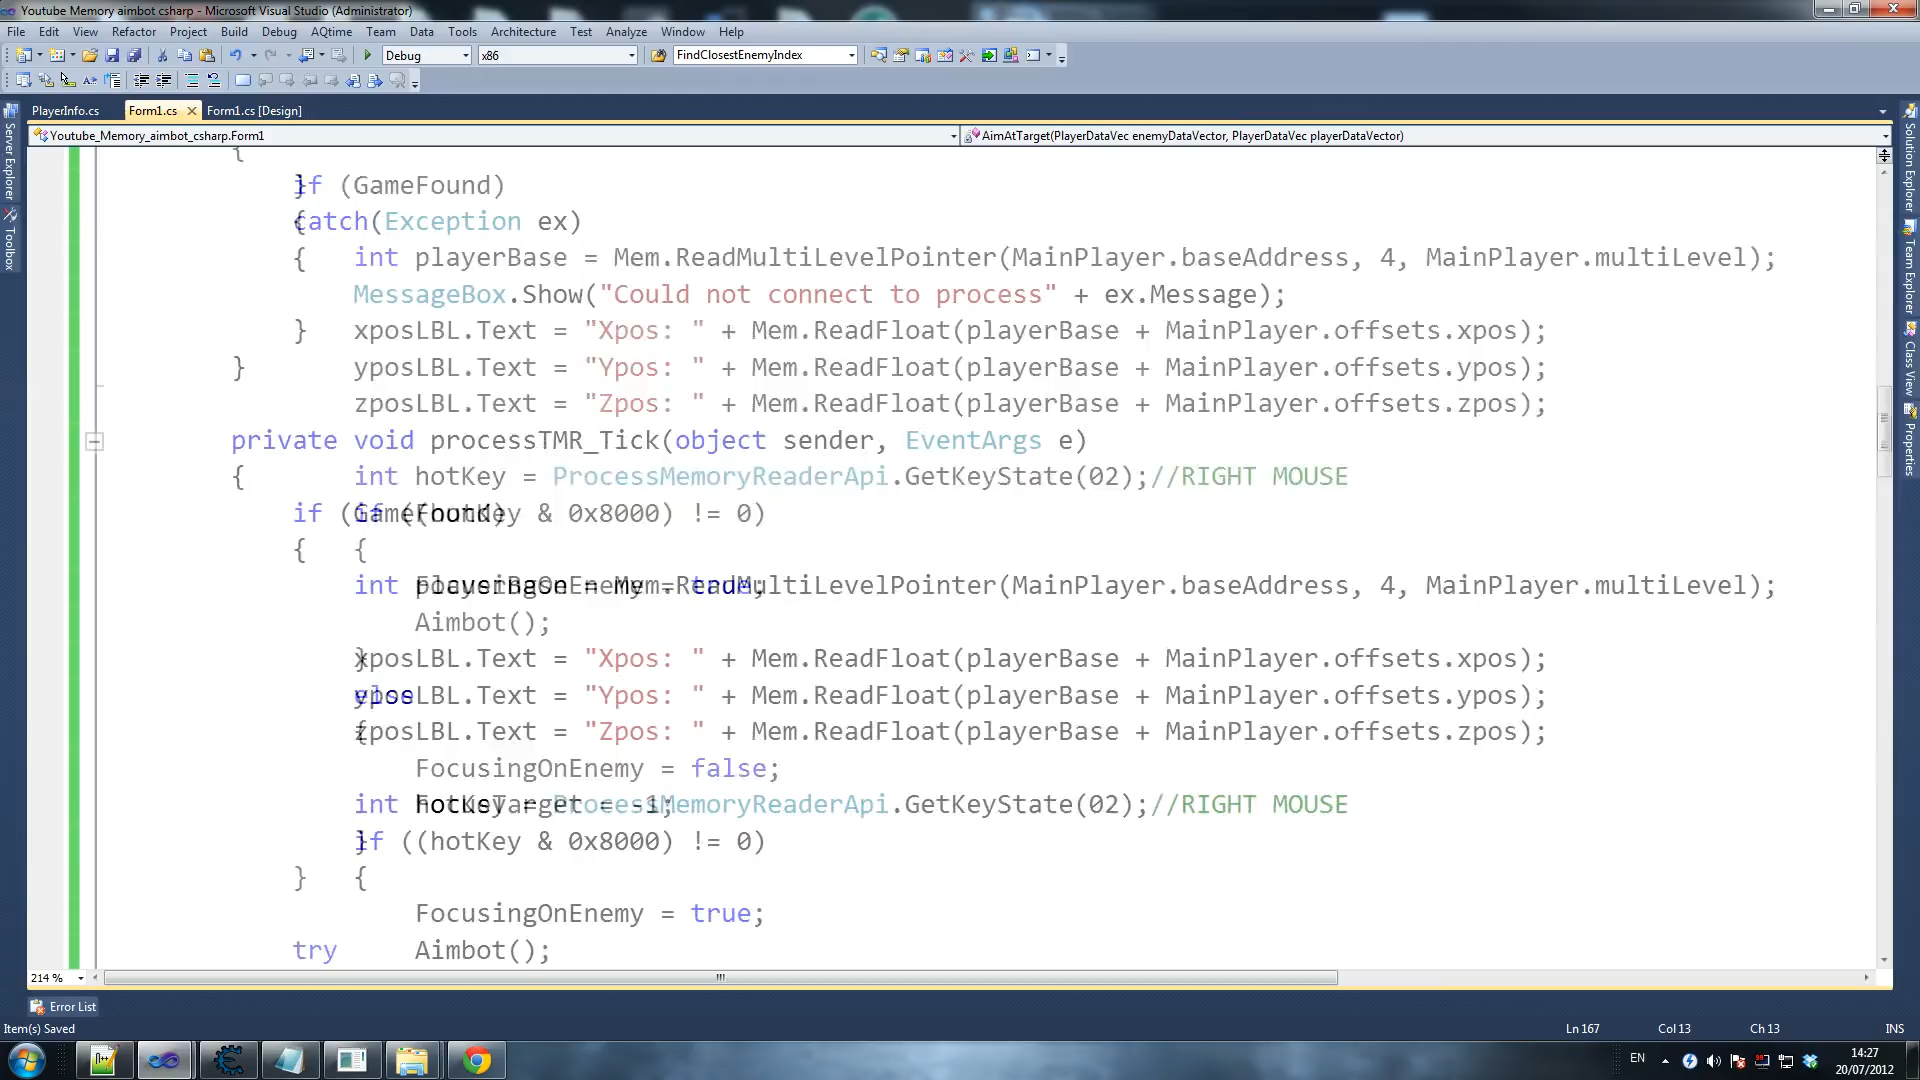 Youtube Memory aimbot csharp - Microsoft Visual Studio (Administrator)
File Edit View Refactor Project Build Debug AQtime Team Data Tools Architecture Test Analyze Window Help
Debug x86 FindClosestEnemyIndex
PlayerInfo.cs Form1.cs Form1.cs [Design]
Youtube_Memory_aimbot_csharp.Form1 AimAtTarget(PlayerDataVec enemyDataVector, PlayerDataVec playerDataVector)
Server Explorer
Toolbox
Solution Explorer
Team Explorer
Class View
Properties
{
if (GameFound)
catch(Exception ex)
{ int playerBase = Mem.ReadMultiLevelPointer(MainPlayer.baseAddress, 4, MainPlayer.multiLevel);
MessageBox.Show("Could not connect to process" + ex.Message);
} xposLBL.Text = "Xpos: " + Mem.ReadFloat(playerBase + MainPlayer.offsets.xpos);
} yposLBL.Text = "Ypos: " + Mem.ReadFloat(playerBase + MainPlayer.offsets.ypos);
zposLBL.Text = "Zpos: " + Mem.ReadFloat(playerBase + MainPlayer.offsets.zpos);
private void processTMR_Tick(object sender, EventArgs e)
{ int hotKey = ProcessMemoryReaderApi.GetKeyState(02);//RIGHT MOUSE
if (GameFound)
if ((hotKey & 0x8000) != 0)
{ {
int playerBase = Mem.ReadMultiLevelPointer(MainPlayer.baseAddress, 4, MainPlayer.multiLevel);
FocusingOnEnemy = true;
Aimbot();
}
xposLBL.Text = "Xpos: " + Mem.ReadFloat(playerBase + MainPlayer.offsets.xpos);
else
yposLBL.Text = "Ypos: " + Mem.ReadFloat(playerBase + MainPlayer.offsets.ypos);
{
zposLBL.Text = "Zpos: " + Mem.ReadFloat(playerBase + MainPlayer.offsets.zpos);
FocusingOnEnemy = false;
int hotKey = ProcessMemoryReaderApi.GetKeyState(02);//RIGHT MOUSE
FocusTarget = -1;
}
if ((hotKey & 0x8000) != 0)
} {
FocusingOnEnemy = true;
try Aimbot();
214 %
Error List
Item(s) Saved Ln 167 Col 13 Ch 13 INS
EN 14:27
20/07/2012